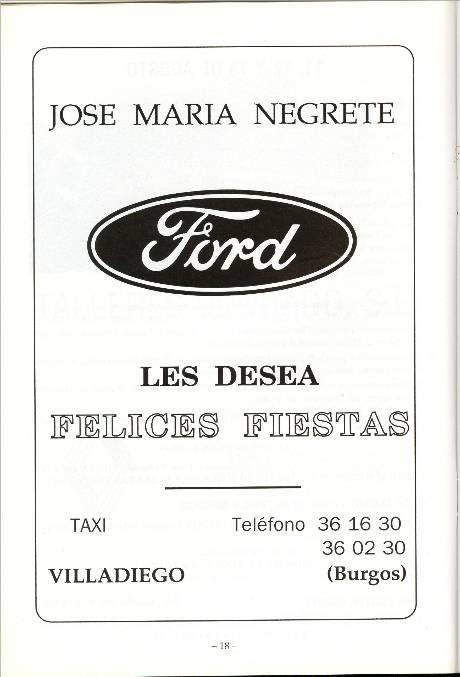 JOSE MARIA NEGRETE
Ford
LES DESEA
FELICES FIESTAS
TAXI Teléfono 36 16 30
36 02 30
VILLADIEGO (Burgos)
– 18 –